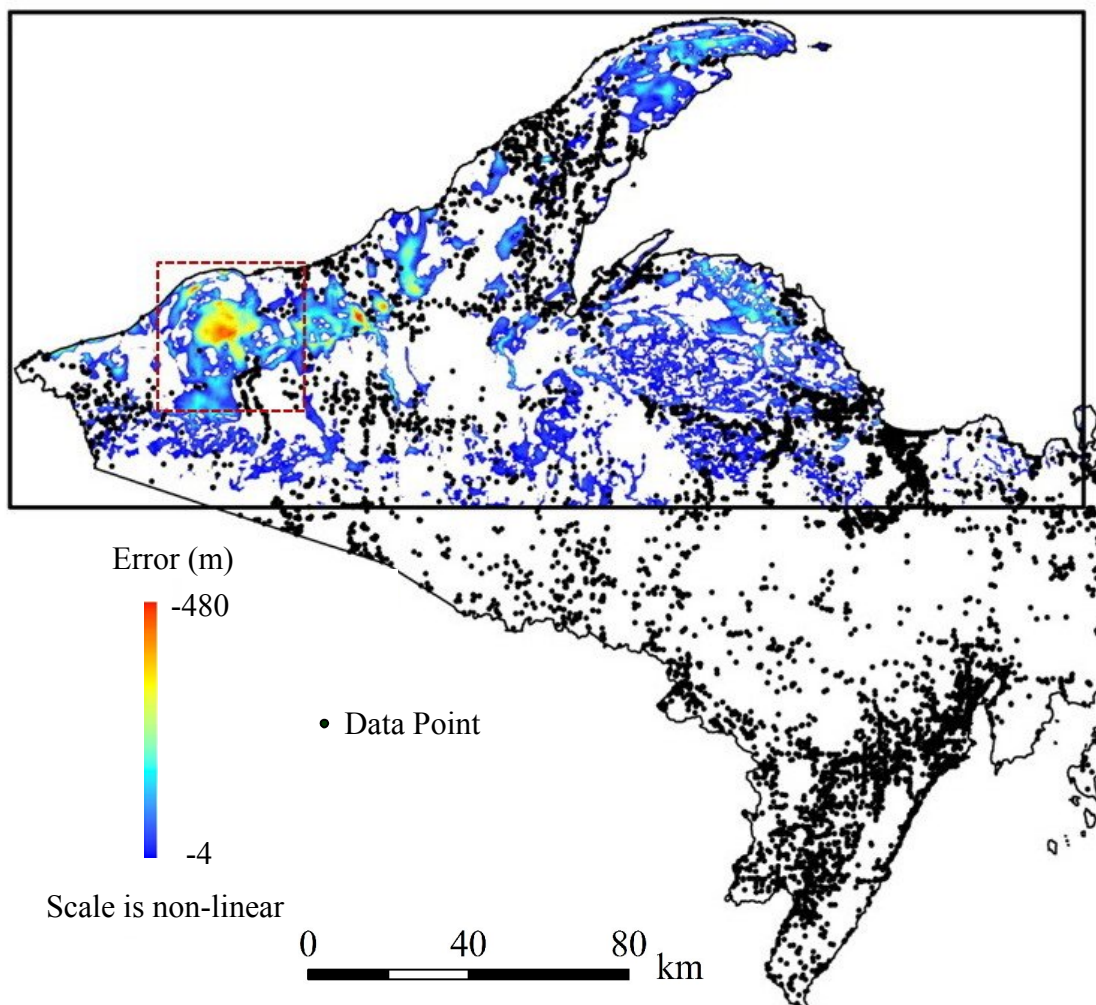 Error (m)
-480
Data Point
-4
Scale is non-linear
0 40 80
km